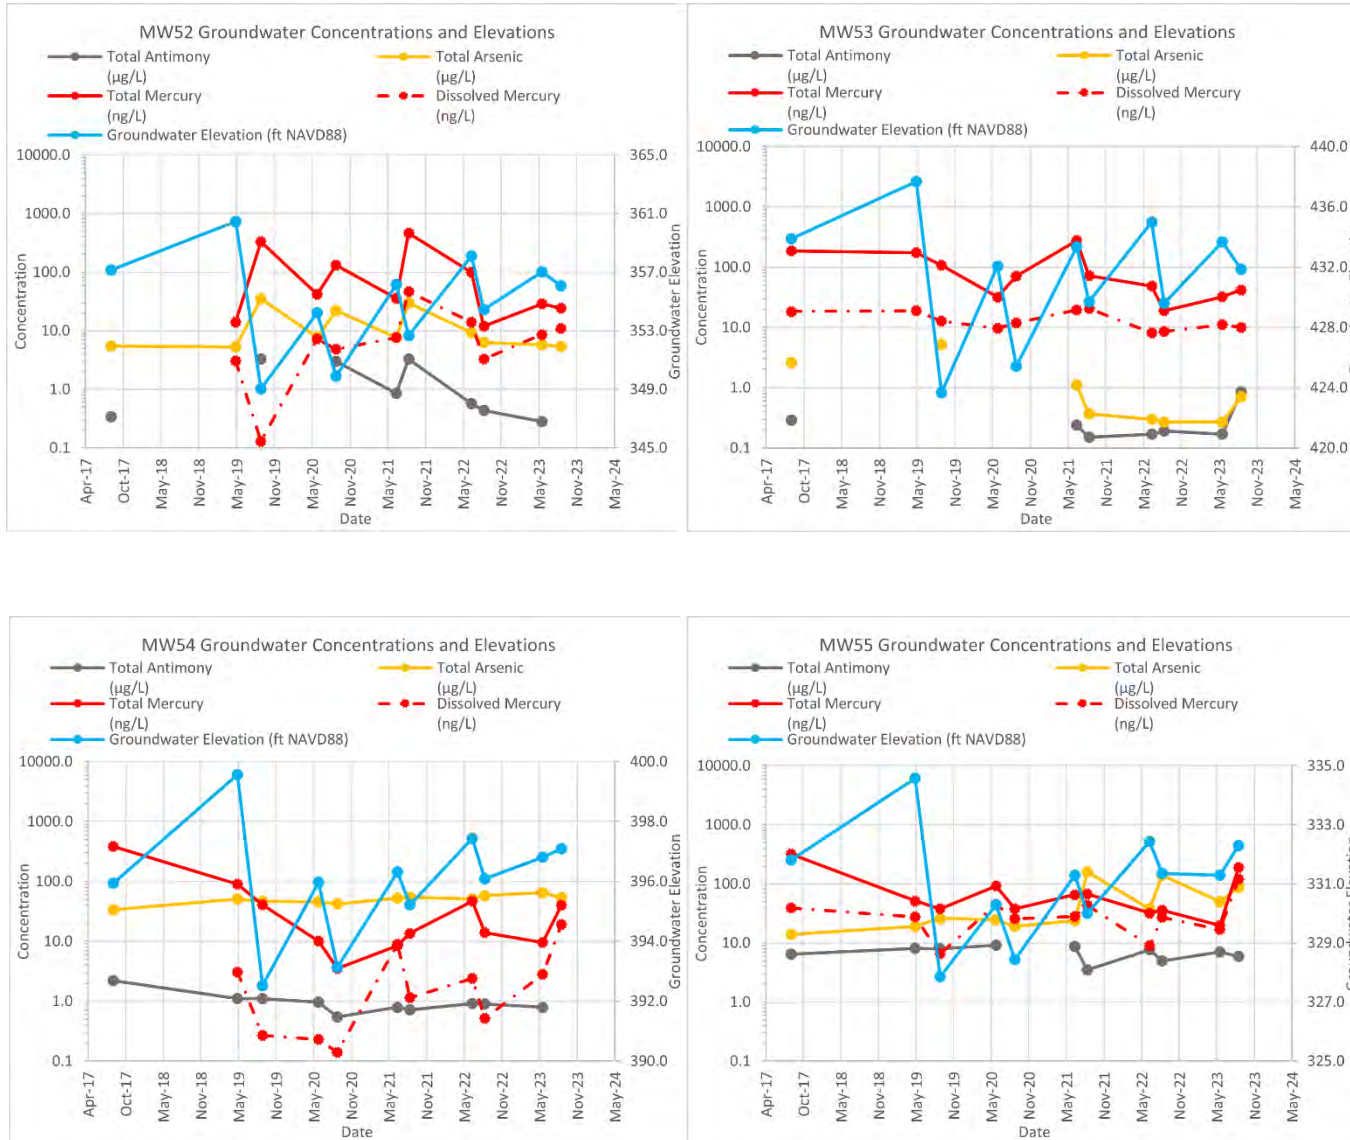 MW52 Groundwater Concentrations and Elevations
Total Antimony (µg/L)
Total Arsenic (µg/L)
Total Mercury (ng/L)
Dissolved Mercury (ng/L)
Groundwater Elevation (ft NAVD88)
10000.0
1000.0
100.0
10.0
1.0
0.1
Concentration
365.0
361.0
357.0
353.0
349.0
345.0
Groundwater Elevation
Apr-17
Oct-17
May-18
Nov-18
May-19
Nov-19
May-20
Nov-20
May-21
Nov-21
May-22
Nov-22
May-23
Nov-23
May-24
Date
MW53 Groundwater Concentrations and Elevations
Total Antimony (µg/L)
Total Arsenic (µg/L)
Total Mercury (ng/L)
Dissolved Mercury (ng/L)
Groundwater Elevation (ft NAVD88)
10000.0
1000.0
100.0
10.0
1.0
0.1
Concentration
440.0
436.0
432.0
428.0
424.0
420.0
Apr-17
Nov-17
May-18
Nov-18
May-19
Nov-19
May-20
Nov-20
May-21
Nov-21
May-22
Nov-22
May-23
Nov-23
May-24
Date
MW54 Groundwater Concentrations and Elevations
Total Antimony (µg/L)
Total Arsenic (µg/L)
Total Mercury (ng/L)
Dissolved Mercury (ng/L)
Groundwater Elevation (ft NAVD88)
10000.0
1000.0
100.0
10.0
1.0
0.1
Concentration
400.0
398.0
396.0
394.0
392.0
390.0
Groundwater Elevation
Apr-17
Oct-17
May-18
Nov-18
May-19
Nov-19
May-20
Nov-20
May-21
Nov-21
May-22
Nov-22
May-23
Nov-23
May-24
Date
MW55 Groundwater Concentrations and Elevations
Total Antimony (µg/L)
Total Arsenic (µg/L)
Total Mercury (ng/L)
Dissolved Mercury (ng/L)
Groundwater Elevation (ft NAVD88)
10000.0
1000.0
100.0
10.0
1.0
0.1
Concentration
335.0
333.0
331.0
329.0
327.0
325.0
Apr-17
Nov-17
May-18
Nov-18
May-19
Nov-19
May-20
Nov-20
May-21
Nov-21
May-22
Nov-22
May-23
Nov-23
May-24
Date